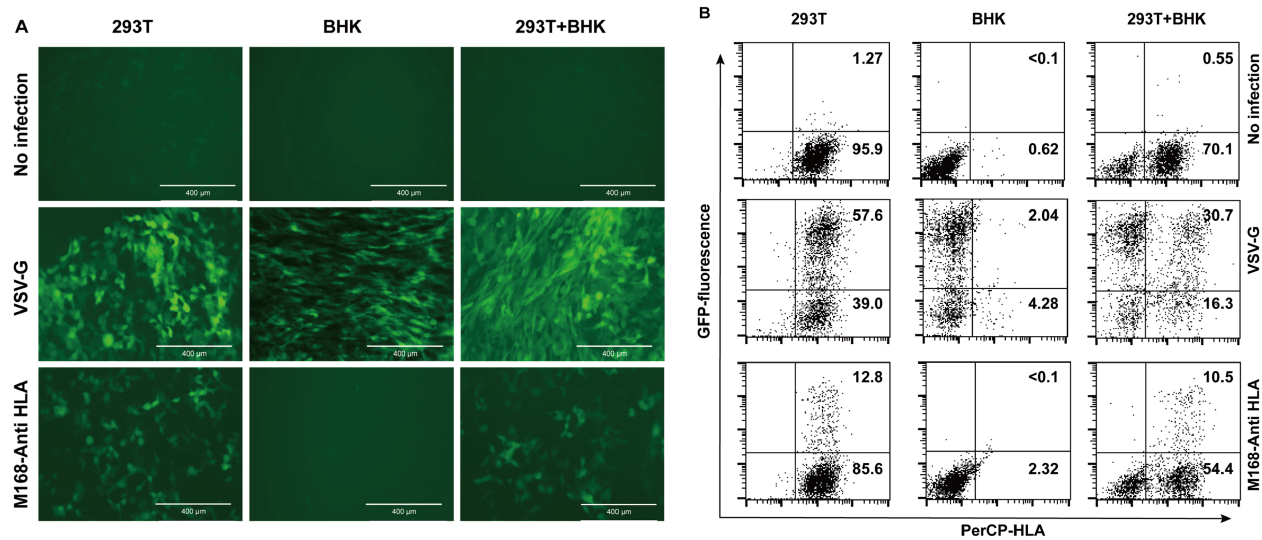 A
293T
BHK
293T+BHK
No infection
400 µm
400 µm
400 µm
VSV-G
400 µm
400 µm
400 µm
M168-Anti HLA
400 µm
400 µm
400 µm
B
293T
BHK
293T+BHK
GFP-fluorescence
1.27
95.9
<0.1
0.62
0.55
70.1
No infection
57.6
39.0
2.04
4.28
30.7
16.3
VSV-G
12.8
85.6
<0.1
2.32
10.5
54.4
M168-Anti HLA
PerCP-HLA